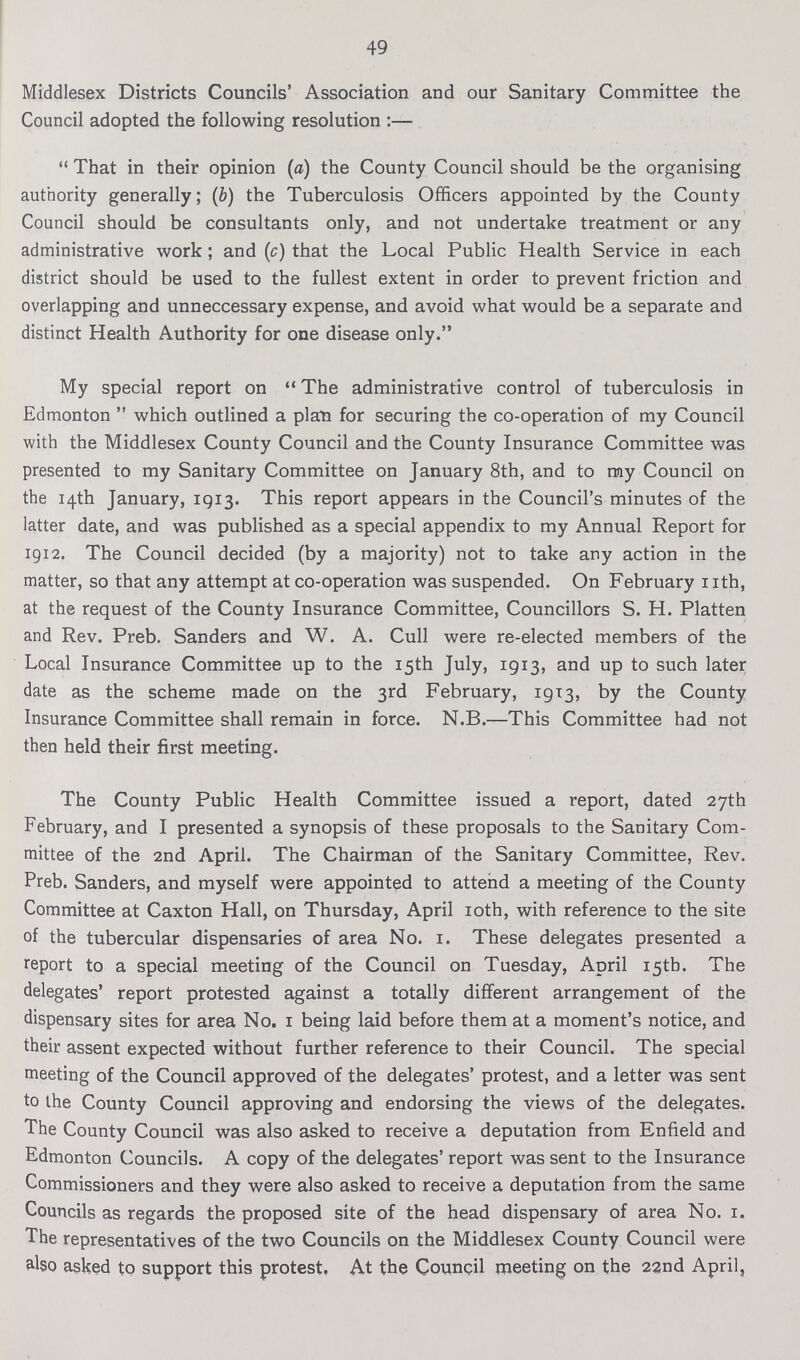 49
Middlesex Districts Councils' Association and our Sanitary Committee the
Council adopted the following resolution :—
“ That in their opinion (a) the County Council should be the organising
authority generally; (b) the Tuberculosis Officers appointed by the County
Council should be consultants only, and not undertake treatment or any
administrative work ; and (c) that the Local Public Health Service in each
district should be used to the fullest extent in order to prevent friction and
overlapping and unneccessary expense, and avoid what would be a separate and
distinct Health Authority for one disease only.”
My special report on “ The administrative control of tuberculosis in
Edmonton ” which outlined a plan for securing the co-operation of my Council
with the Middlesex County Council and the County Insurance Committee was
presented to my Sanitary Committee on January 8th, and to my Council on
the 14th January, 1913. This report appears in the Council's minutes of the
latter date, and was published as a special appendix to my Annual Report for
1912. The Council decided (by a majority) not to take any action in the
matter, so that any attempt at co-operation was suspended. On February 11th,
at the request of the County Insurance Committee, Councillors S. H. Platten
and Rev. Preb. Sanders and W. A. Cull were re-elected members of the
Local Insurance Committee up to the 15th July, 1913, and up to such later
date as the scheme made on the 3rd February, 1913, by the County
Insurance Committee shall remain in force. N.B.—This Committee had not
then held their first meeting.
The County Public Health Committee issued a report, dated 27th
February, and I presented a synopsis of these proposals to the Sanitary Com-
mittee of the 2nd April. The Chairman of the Sanitary Committee, Rev.
Preb. Sanders, and myself were appointed to attend a meeting of the County
Committee at Caxton Hall, on Thursday, April 10th, with reference to the site
of the tubercular dispensaries of area No. 1. These delegates presented a
report to a special meeting of the Council on Tuesday, April 15th. The
delegates' report protested against a totally different arrangement of the
dispensary sites for area No. 1 being laid before them at a moment's notice, and
their assent expected without further reference to their Council. The special
meeting of the Council approved of the delegates' protest, and a letter was sent
to the County Council approving and endorsing the views of the delegates.
The County Council was also asked to receive a deputation from Enfield and
Edmonton Councils. A copy of the delegates' report was sent to the Insurance
Commissioners and they were also asked to receive a deputation from the same
Councils as regards the proposed site of the head dispensary of area No. 1.
The representatives of the two Councils on the Middlesex County Council were
also asked to support this protest. At the Council meeting on the 22nd April,